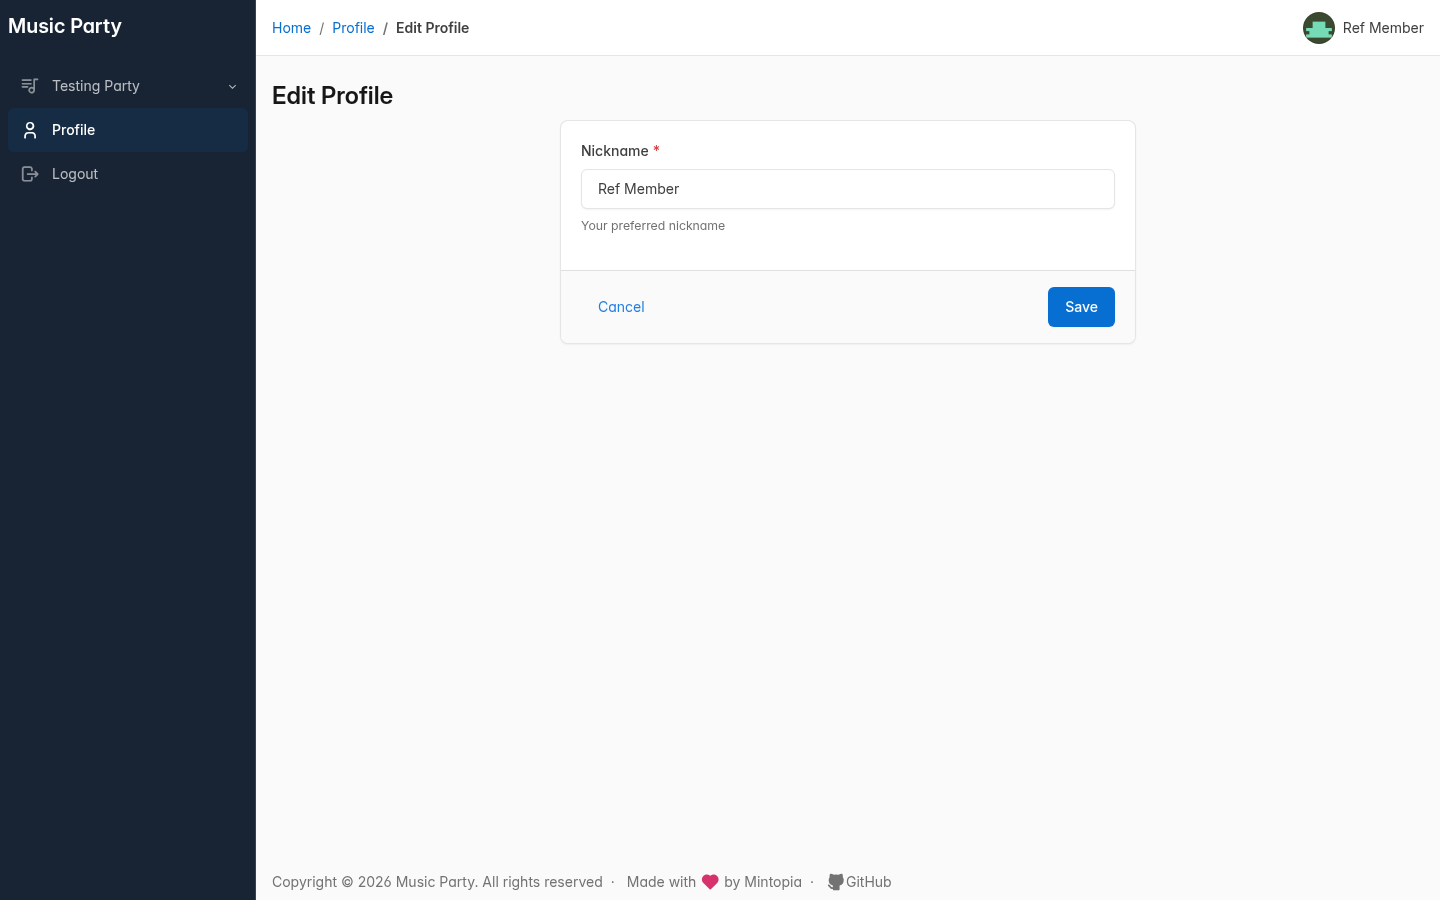 Music Party
Testing Party
Profile
Logout
Home / Profile / Edit Profile
Ref Member
Edit Profile
Nickname *
Ref Member
Your preferred nickname
Cancel
Save
Copyright © 2026 Music Party. All rights reserved · Made with by Mintopia · GitHub